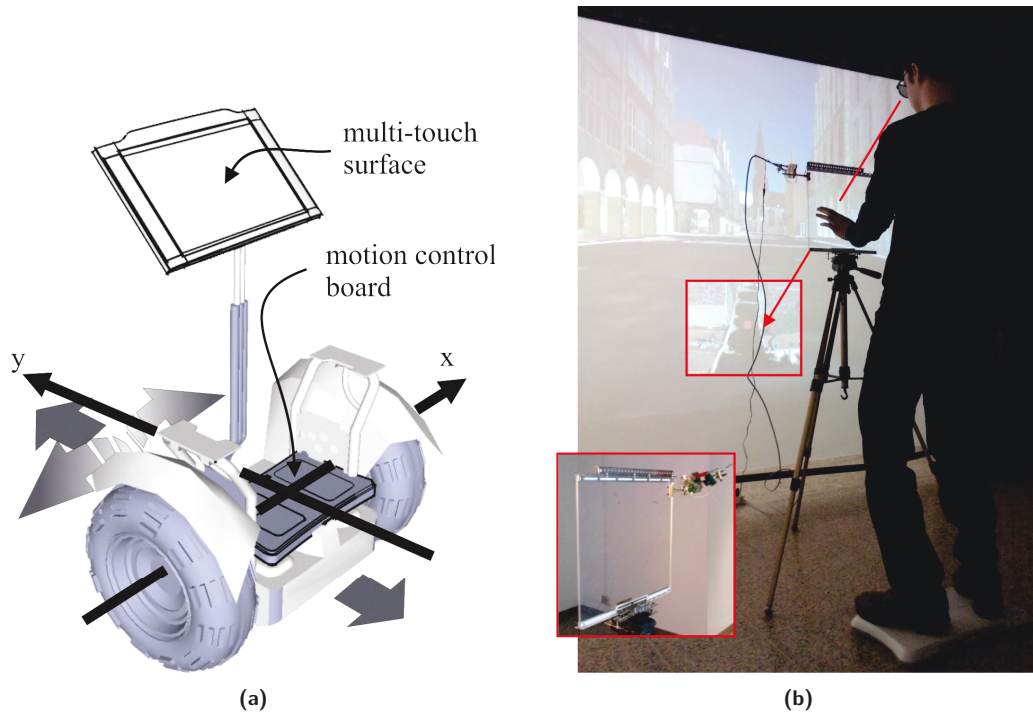 multi-touch
surface
motion control
board
y
x
(a)
(b)